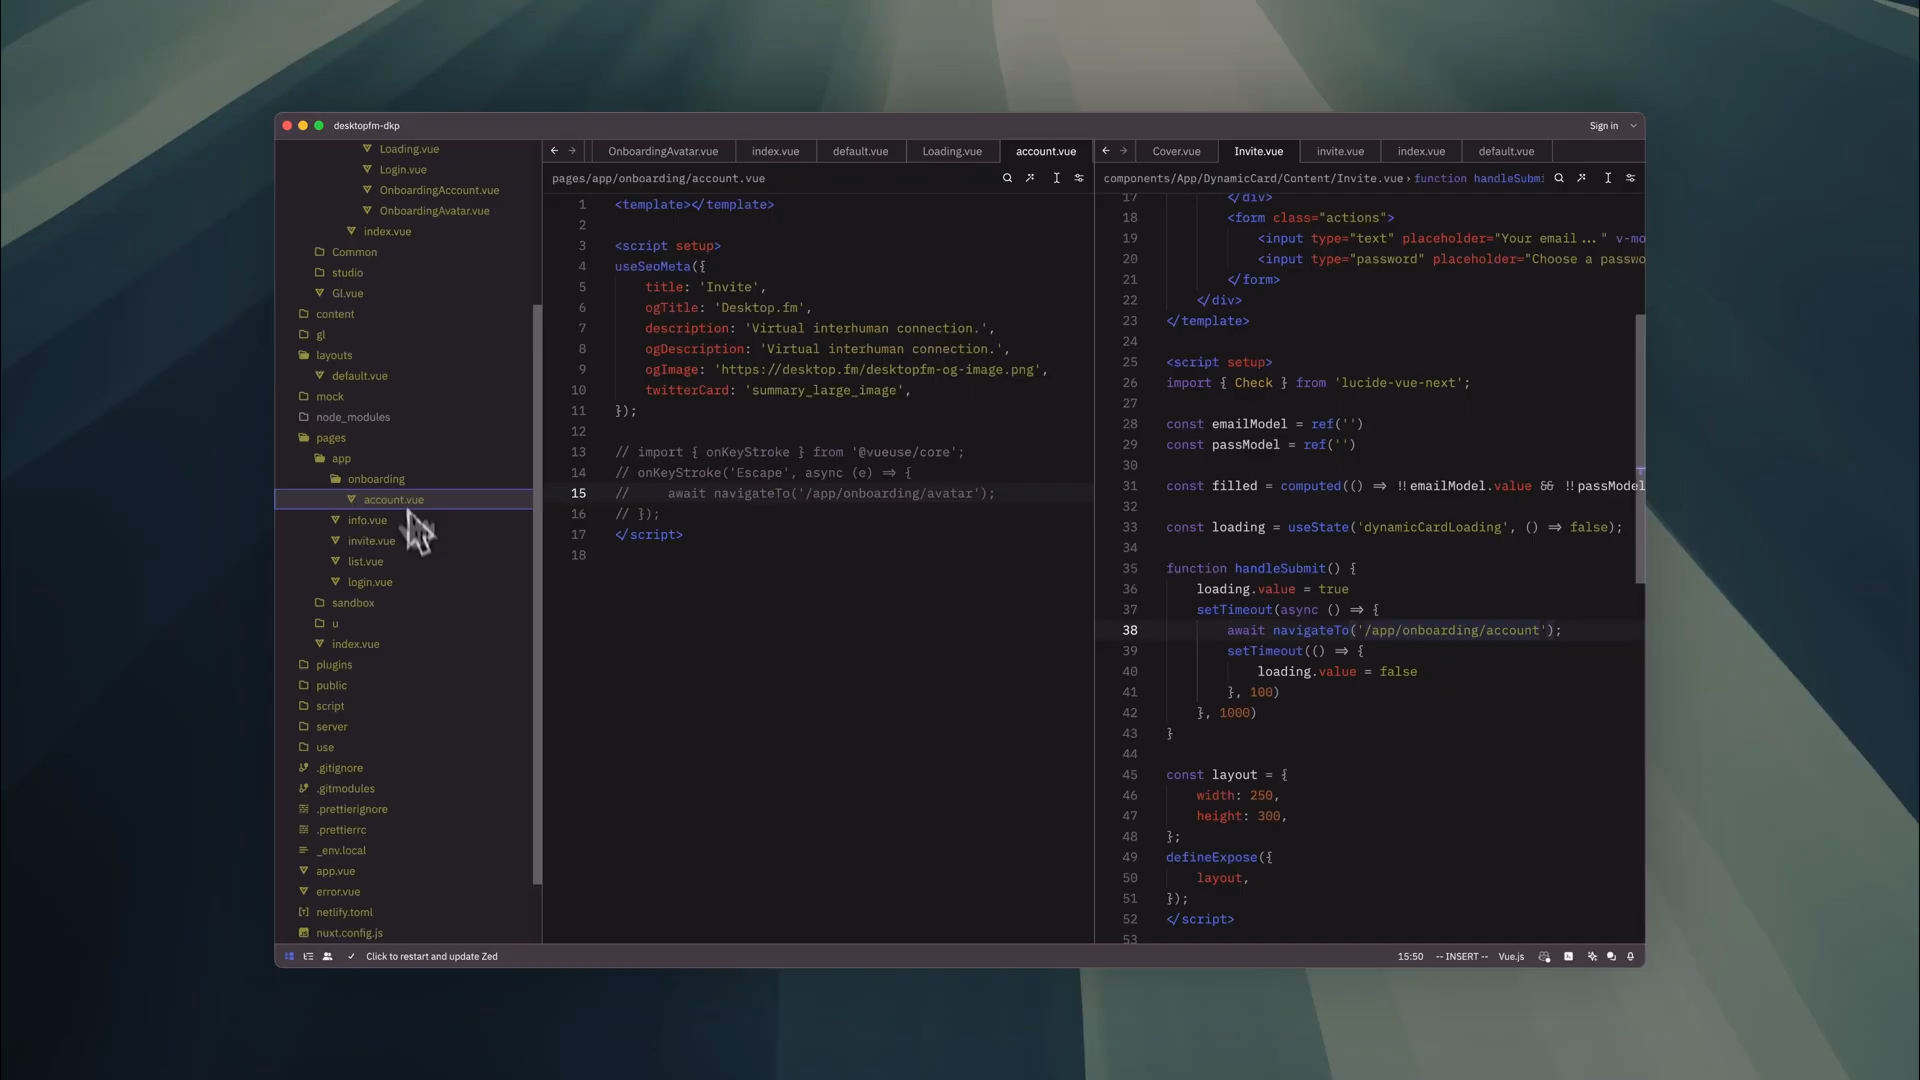 desktopfm-dkp
Sign in
Loading.vue
Login.vue
OnboardingAccount.vue
OnboardingAvatar.vue
index.vue
Common
studio
Gl.vue
content
gl
layouts
default.vue
mock
node_modules
pages
app
onboarding
account.vue
info.vue
invite.vue
list.vue
login.vue
sandbox
u
index.vue
plugins
public
script
server
use
.gitignore
.gitmodules
.prettierignore
.prettierrc
_env.local
app.vue
error.vue
netlify.toml
nuxt.config.js
OnboardingAvatar.vue index.vue default.vue Loading.vue account.vue
pages/app/onboarding/account.vue
1 <template></template>
2
3 <script setup>
4 useSeoMeta({
5 title: 'Invite',
6 ogTitle: 'Desktop.fm',
7 description: 'Virtual interhuman connection.',
8 ogDescription: 'Virtual interhuman connection.',
9 ogImage: 'https://desktop.fm/desktopfm-og-image.png',
10 twitterCard: 'summary_large_image',
11 });
12
13 // import { onKeyStroke } from '@vueuse/core';
14 // onKeyStroke('Escape', async (e) => {
15 // await navigateTo('/app/onboarding/avatar');
16 // });
17 </script>
18
Cover.vue Invite.vue invite.vue index.vue default.vue
components/App/DynamicCard/Content/Invite.vue › function handleSubmi
17 </div>
18 <form class="actions">
19 <input type="text" placeholder="Your email..." v-mo
20 <input type="password" placeholder="Choose a passwo
21 </form>
22 </div>
23 </template>
24
25 <script setup>
26 import { Check } from 'lucide-vue-next';
27
28 const emailModel = ref('')
29 const passModel = ref('')
30
31 const filled = computed(() => !!emailModel.value && !!passModel
32
33 const loading = useState('dynamicCardLoading', () => false);
34
35 function handleSubmit() {
36 loading.value = true
37 setTimeout(async () => {
38 await navigateTo('/app/onboarding/account');
39 setTimeout(() => {
40 loading.value = false
41 }, 100)
42 }, 1000)
43 }
44
45 const layout = {
46 width: 250,
47 height: 300,
48 };
49 defineExpose({
50 layout,
51 });
52 </script>
53
Click to restart and update Zed
15:50 -- INSERT -- Vue.js